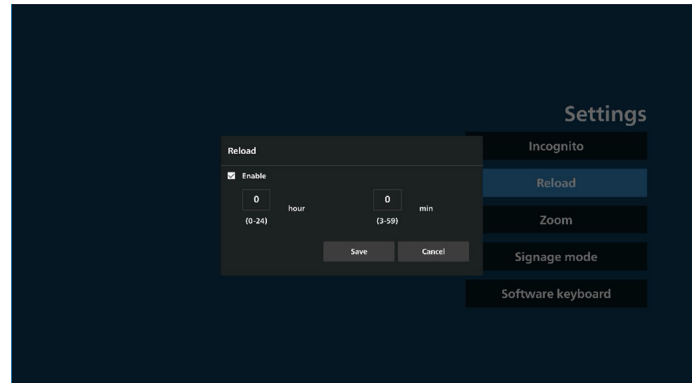 Settings
Incognito
Reload
Zoom
Signage mode
Software keyboard
Reload
Enable
0 hour 0 min
(0-24) (3-59)
Save Cancel